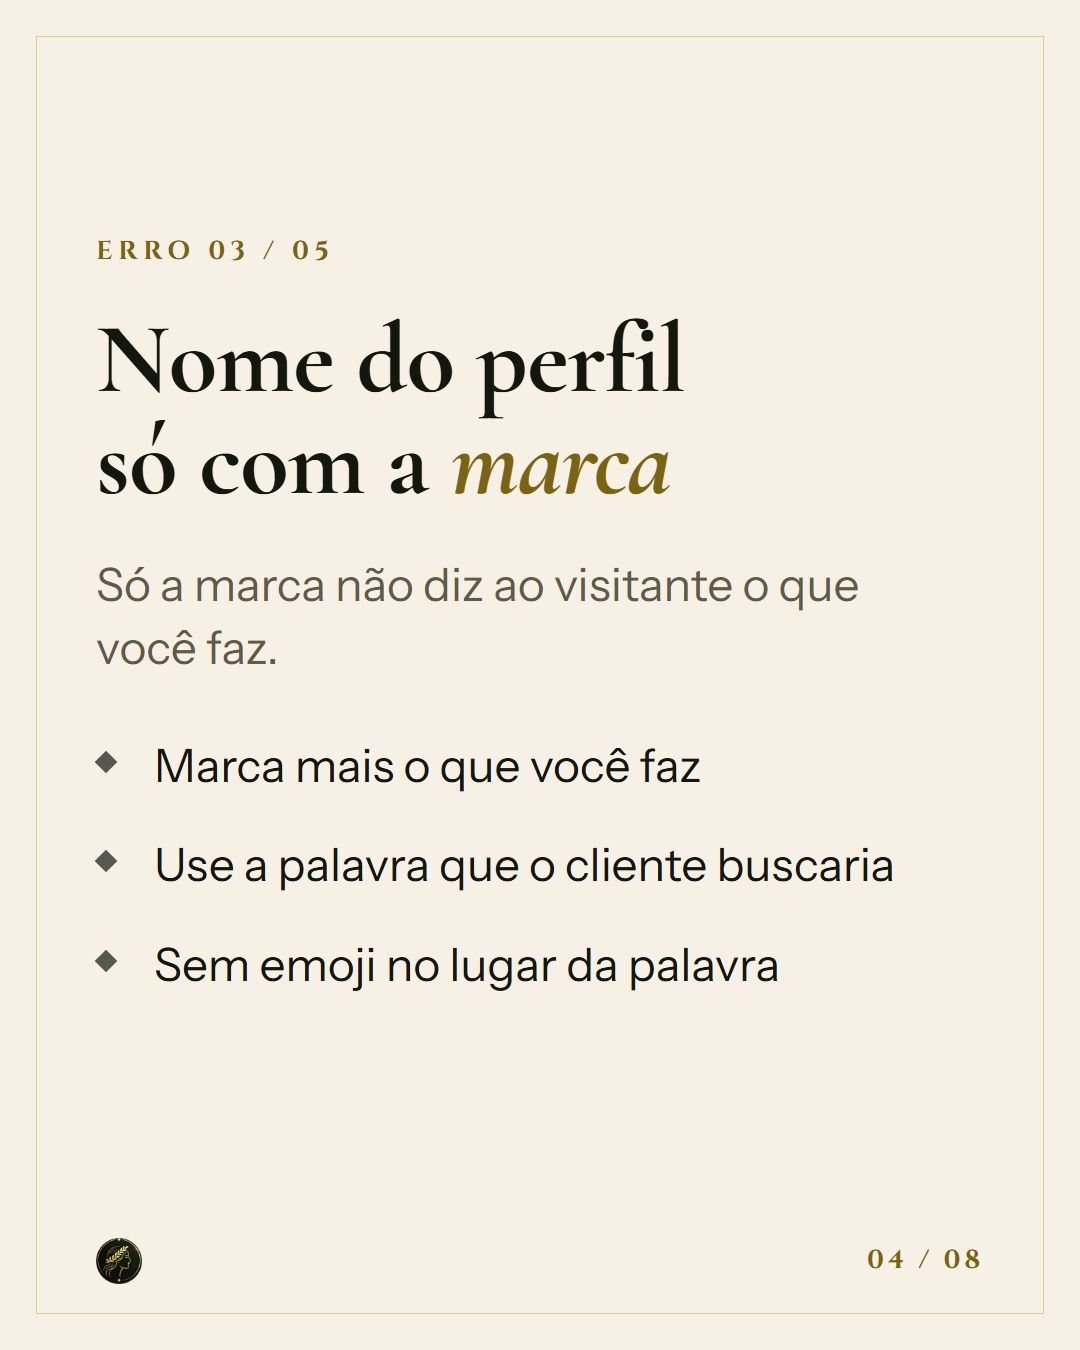 ERRO 03 / 05
Nome do perfil
só com a marca
Só a marca não diz ao visitante o que
você faz.
Marca mais o que você faz
Use a palavra que o cliente buscaria
Sem emoji no lugar da palavra
04 / 08